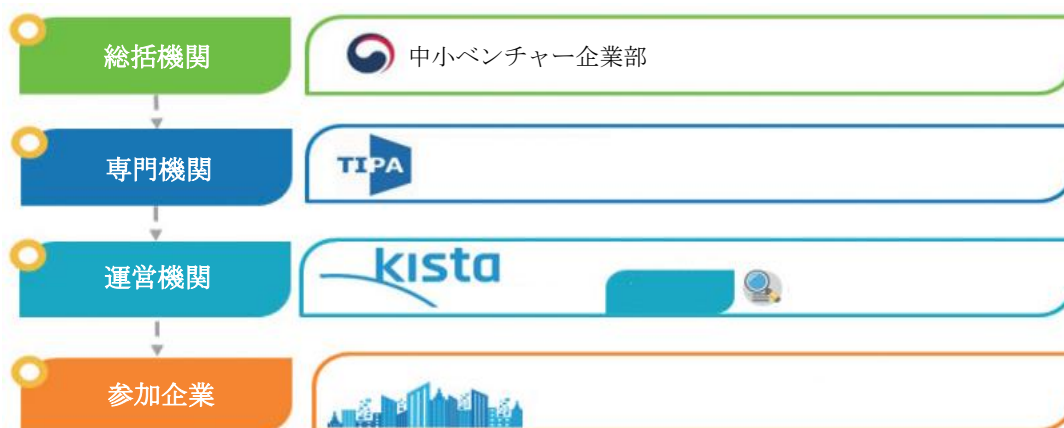 総括機関
中小ベンチャー企業部
専門機関
TIPA
運営機関
kista
参加企業